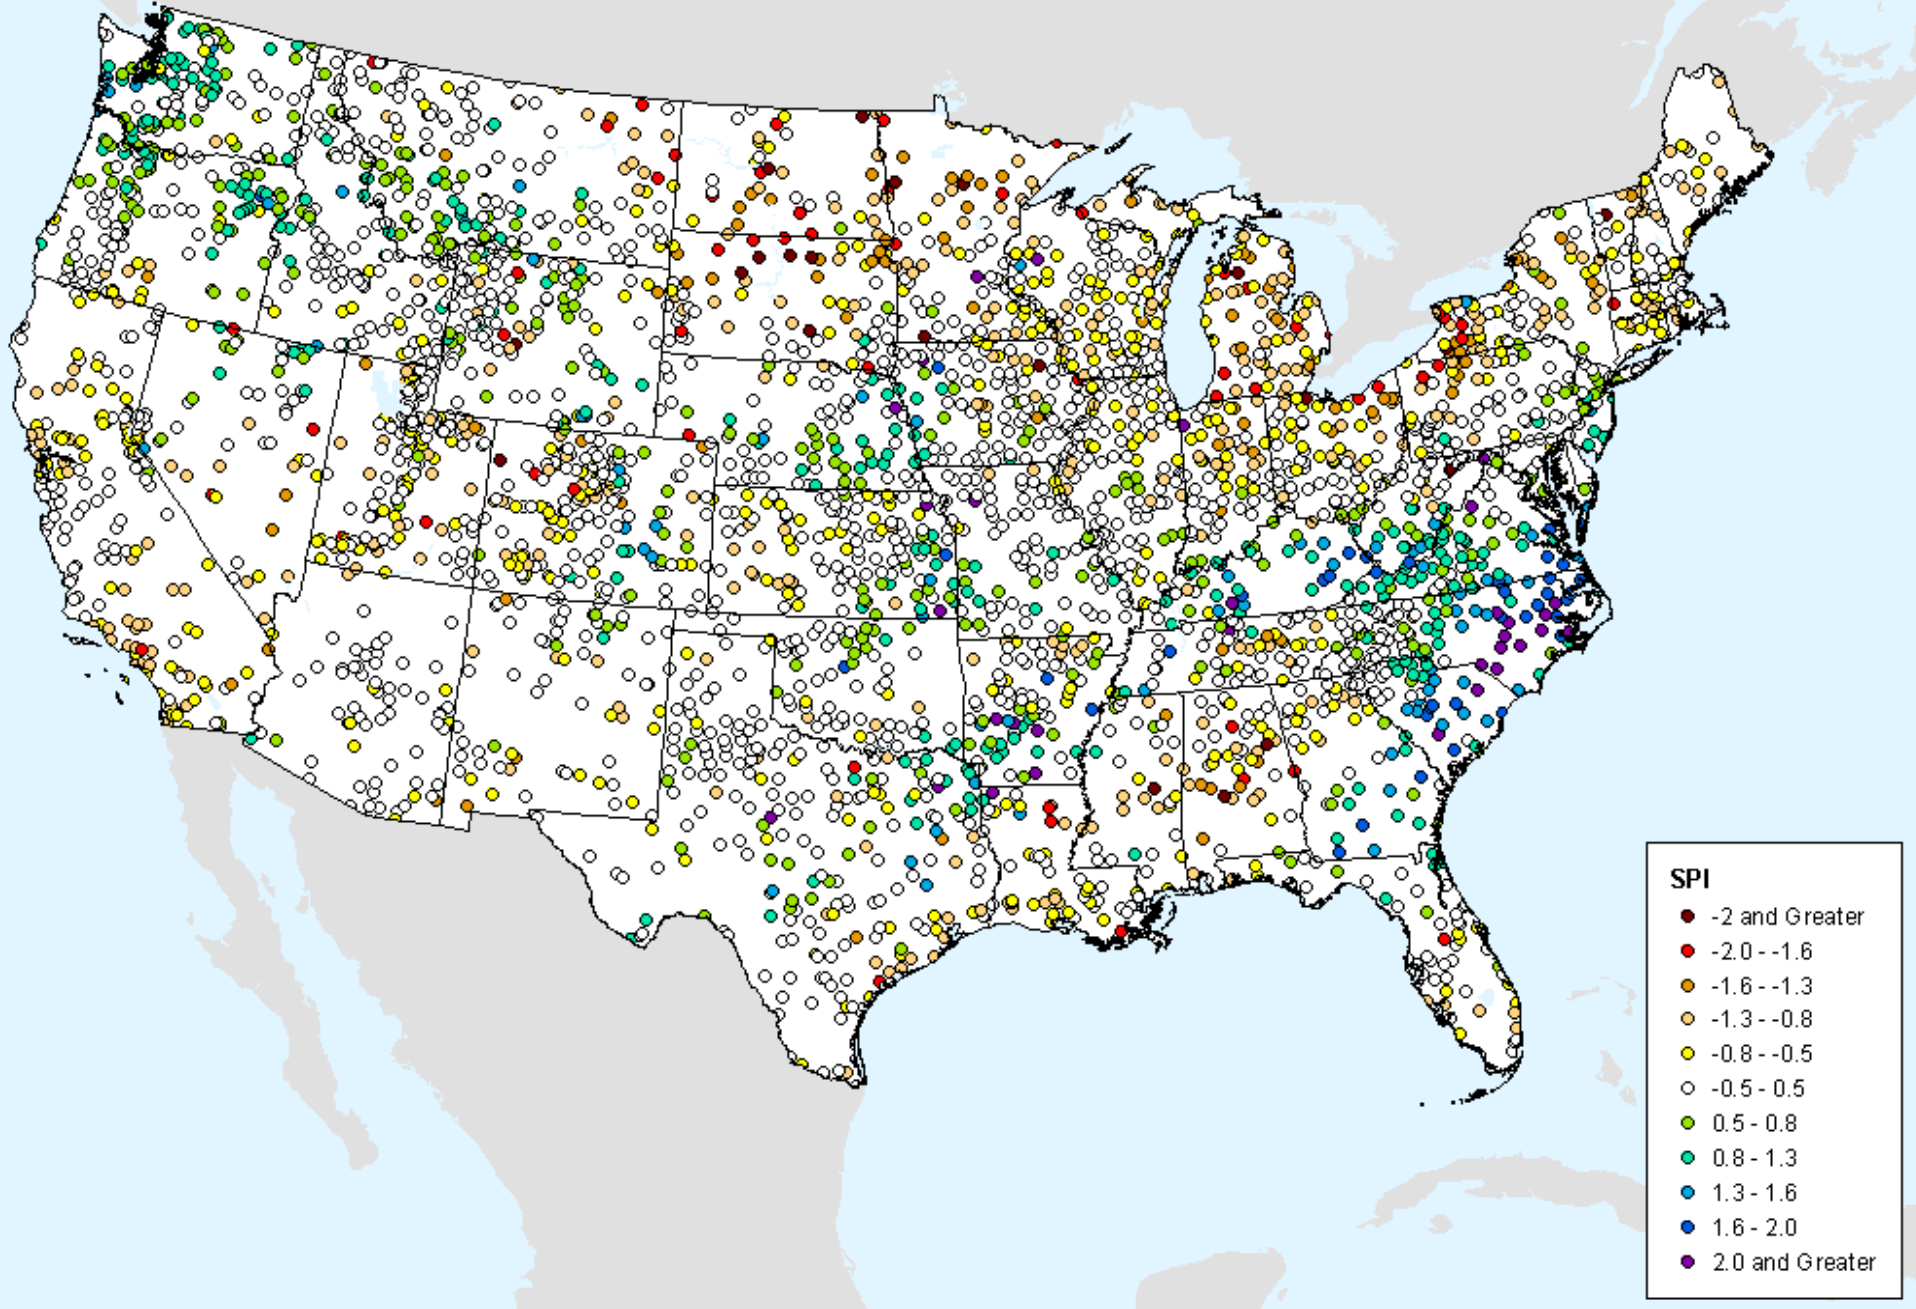 SPI
-2 and Greater
-2.0 - -1.6
-1.6 - -1.3
-1.3 - -0.8
-0.8 - -0.5
-0.5 - 0.5
0.5 - 0.8
0.8 - 1.3
1.3 - 1.6
1.6 - 2.0
2.0 and Greater